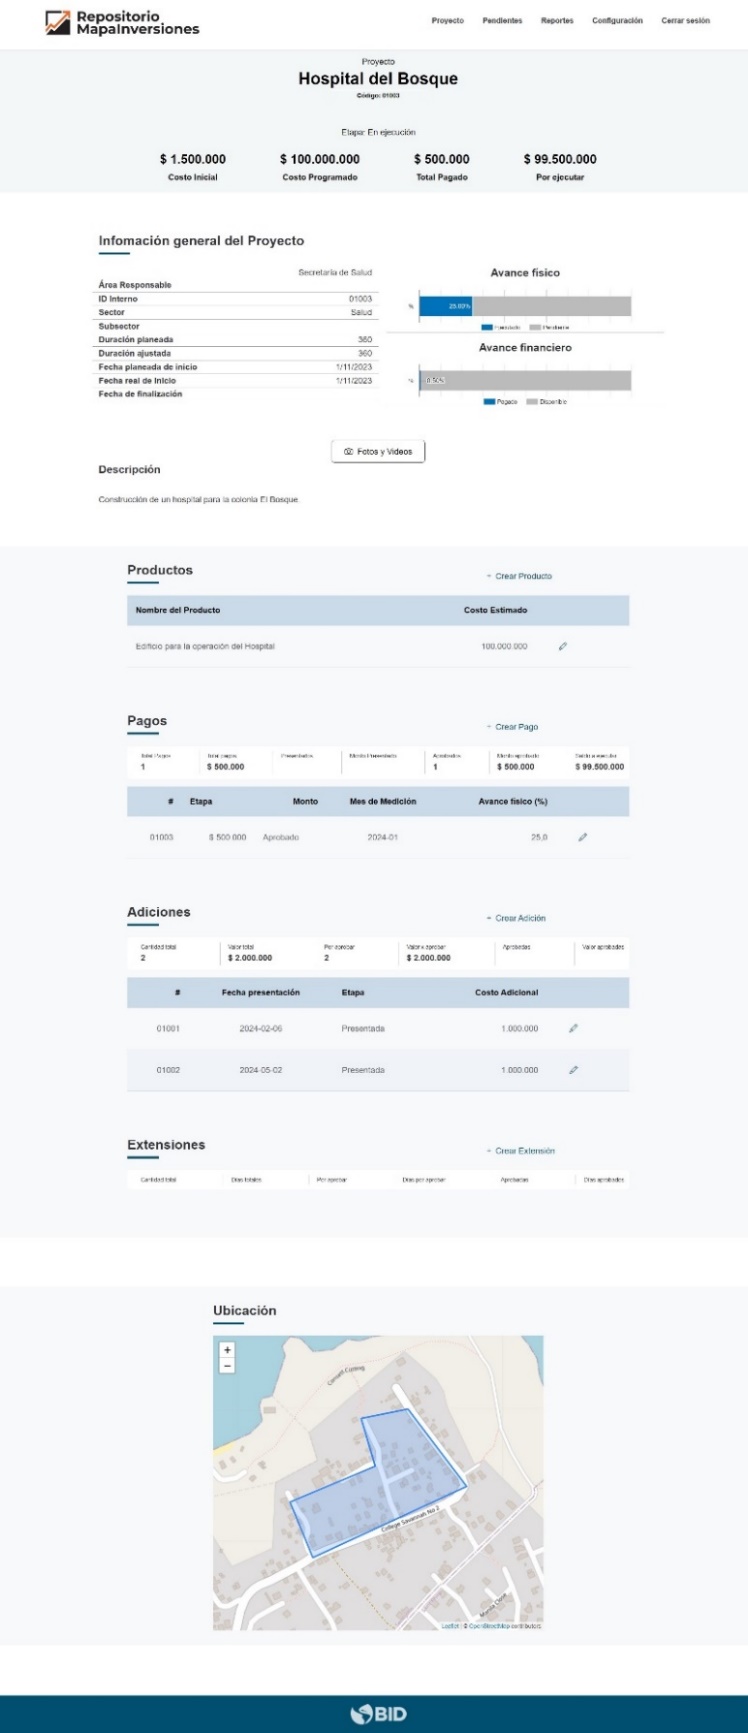 Repositorio
MapaInversiones
Proyecto Pendientes Reportes Configuración Cerrar sesión
Proyecto
Hospital del Bosque
Código: 01003
Etapa: En ejecución
$ 1.500.000 $ 100.000.000 $ 500.000 $ 99.500.000
Costo Inicial Costo Programado Total Pagado Por ejecutar
Infomación general del Proyecto
Secretaría de Salud
Área Responsable
ID Interno 01003
Sector Salud
Subsector
Duración planeada 360
Duración ajustada 360
Fecha planeada de inicio 1/11/2023
Fecha real de Inicio 1/11/2023
Fecha de finalización
Avance físico
%
Ejecutado Pendiente
Avance financiero
% 0.50%
Pagado Disponible
Fotos y Videos
Descripción
Construcción de un hospital para la colonia El Bosque
Productos
+ Crear Producto
Nombre del Producto Costo Estimado
Edificio para la operación del Hospital 100.000.000
Pagos
+ Crear Pago
Total Pagos Total pagos Presentados Monto Presentado Aprobados Monto aprobado Saldo a ejecutar
1 $ 500.000 1 $ 500.000 $ 99.500.000
# Etapa Monto Mes de Medición Avance físico (%)
01003 $ 500.000 Aprobado 2024-01 25,0
Adiciones
+ Crear Adición
Cantidad total Valor total Por aprobar Valor x aprobar Aprobadas Valor aprobadas
2 $ 2.000.000 2 $ 2.000.000
# Fecha presentación Etapa Costo Adicional
01001 2024-02-06 Presentada 1.000.000
01002 2024-05-02 Presentada 1.000.000
Extensiones
+ Crear Extensión
Cantidad total Días totales Por aprobar Días por aprobar Aprobadas Días aprobados
Ubicación
+
−
College Savannah No 2
Leaflet | © OpenStreetMap contributors
BID